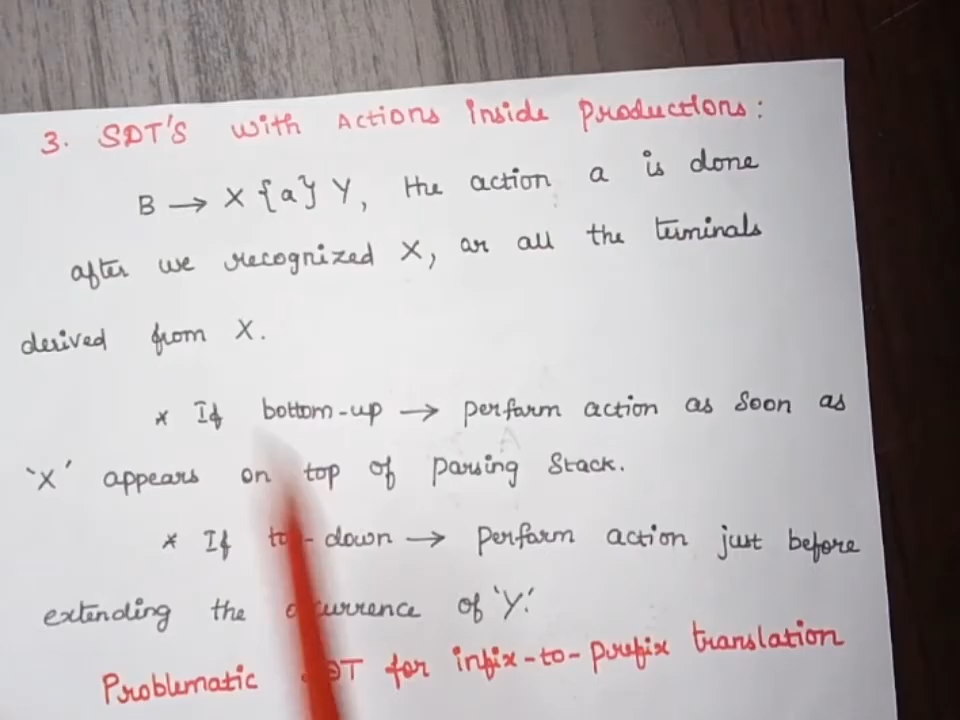 3. SDT'S with Actions Inside Productions:
B → X {a} Y, the action a is done
after we recognized X, or all the terminals
derived from X.
* If bottom-up → perform action as soon as
'X' appears on top of Parsing Stack.
* If down → perform action just before
extending the of 'Y'.
Problematic for infix-to-prefix translation